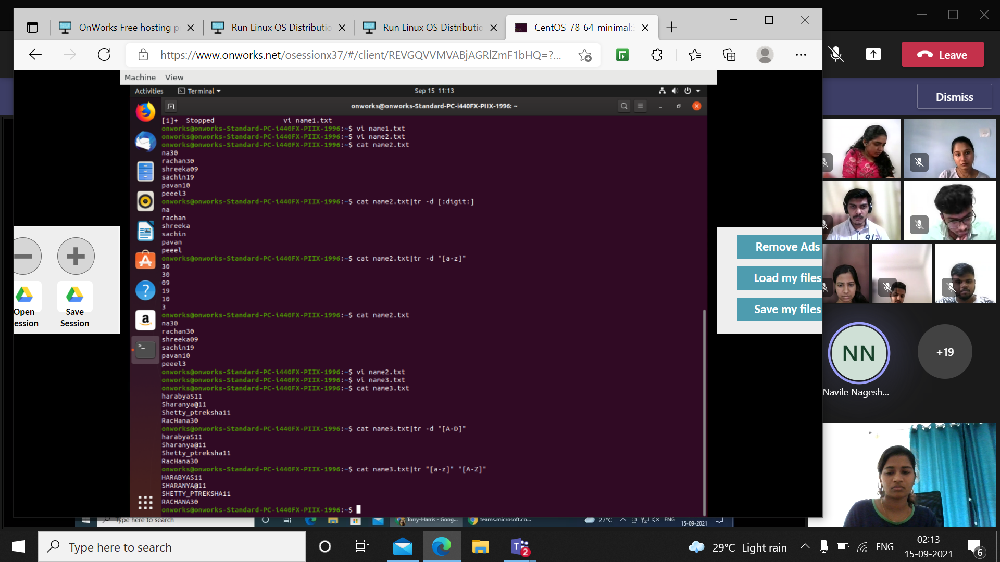 OnWorks Free hosting p
Run Linux OS Distributio
Run Linux OS Distributio
CentOS-78-64-minimal:
https://www.onworks.net/osessionx37/#/client/REVGQVVMVABjAGRlZmF1bHQ=?...
Leave
Machine View
Dismiss
Activities Terminal Sep 15 11:13
onworks@onworks-Standard-PC-i440FX-PIIX-1996: ~
[1]+ Stopped vi name1.txt
onworks@onworks-Standard-PC-i440FX-PIIX-1996:~$ vi name1.txt
onworks@onworks-Standard-PC-i440FX-PIIX-1996:~$ vi name2.txt
onworks@onworks-Standard-PC-i440FX-PIIX-1996:~$ cat name2.txt
na30
rachan30
shreeka09
sachin19
pavan10
peeel3
onworks@onworks-Standard-PC-i440FX-PIIX-1996:~$ cat name2.txt|tr -d [:digit:]
na
rachan
shreeka
sachin
pavan
peeel
onworks@onworks-Standard-PC-i440FX-PIIX-1996:~$ cat name2.txt|tr -d "[a-z]"
30
30
09
19
10
3
onworks@onworks-Standard-PC-i440FX-PIIX-1996:~$ cat name2.txt
na30
rachan30
shreeka09
sachin19
pavan10
peeel3
onworks@onworks-Standard-PC-i440FX-PIIX-1996:~$ vi name2.txt
onworks@onworks-Standard-PC-i440FX-PIIX-1996:~$ vi name3.txt
onworks@onworks-Standard-PC-i440FX-PIIX-1996:~$ cat name3.txt
harabyaS11
Sharanya@11
Shetty_ptreksha11
RacHana30
onworks@onworks-Standard-PC-i440FX-PIIX-1996:~$ cat name3.txt|tr -d "[A-D]"
harabyaS11
Sharanya@11
Shetty_ptreksha11
RacHana30
onworks@onworks-Standard-PC-i440FX-PIIX-1996:~$ cat name3.txt|tr "[a-z]" "[A-Z]"
HARABYAS11
SHARANYA@11
SHETTY_PTREKSHA11
RACHANA30
onworks@onworks-Standard-PC-i440FX-PIIX-1996:~$
Open
ession
Save
Session
Remove Ads
Load my files
Save my files
NN
+19
Navile Nagesh...
Type here to search
Torry-Harris - Goog...
teams.microsoft.co...
27°C
ENG
15-09-2021
Type here to search
2
29°C Light rain
ENG
02:13
15-09-2021
6